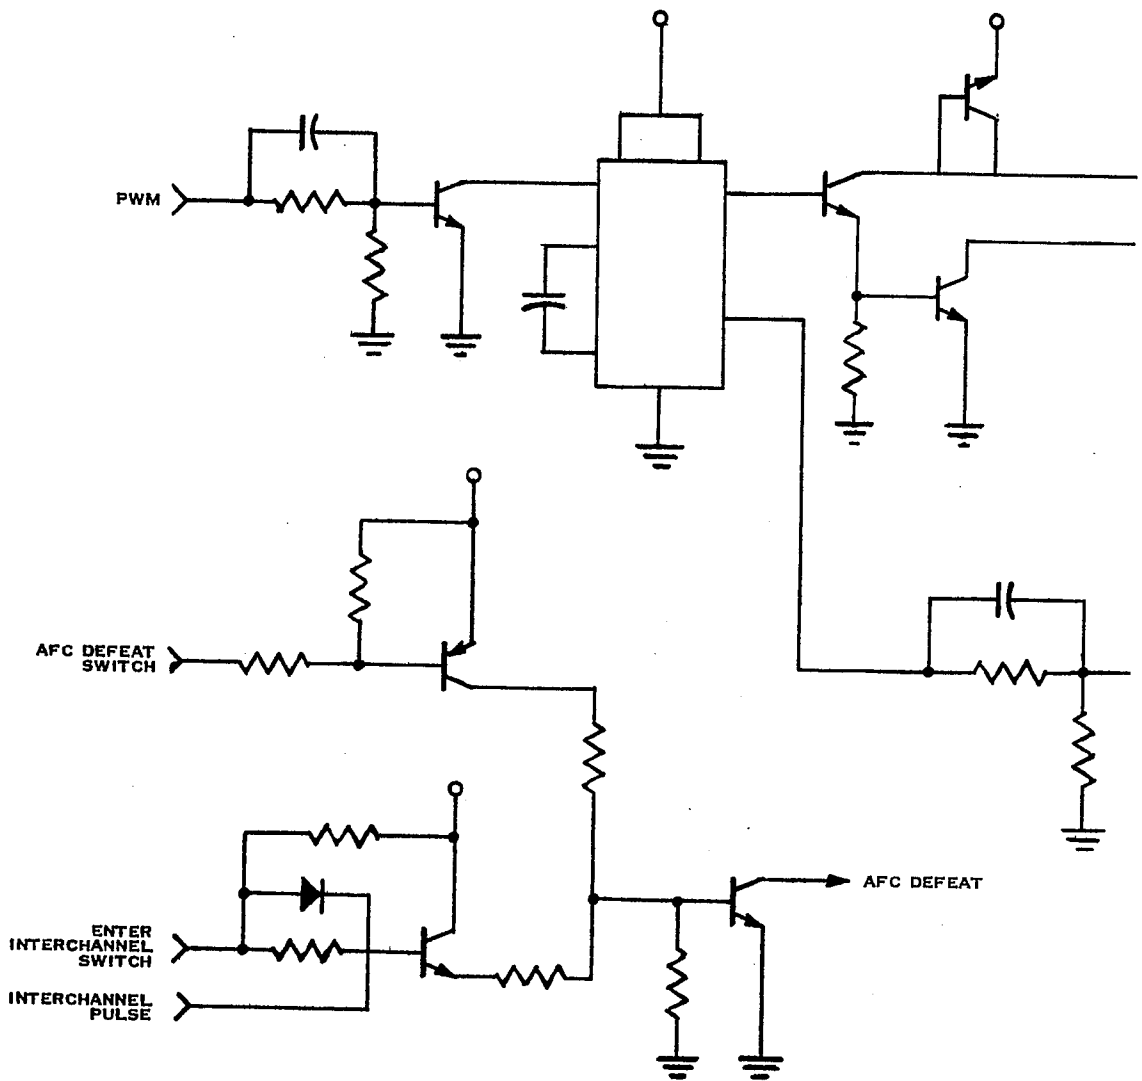 PWM
AFC DEFEAT
SWITCH
AFC DEFEAT
ENTER
INTERCHANNEL
SWITCH
INTERCHANNEL
PULSE